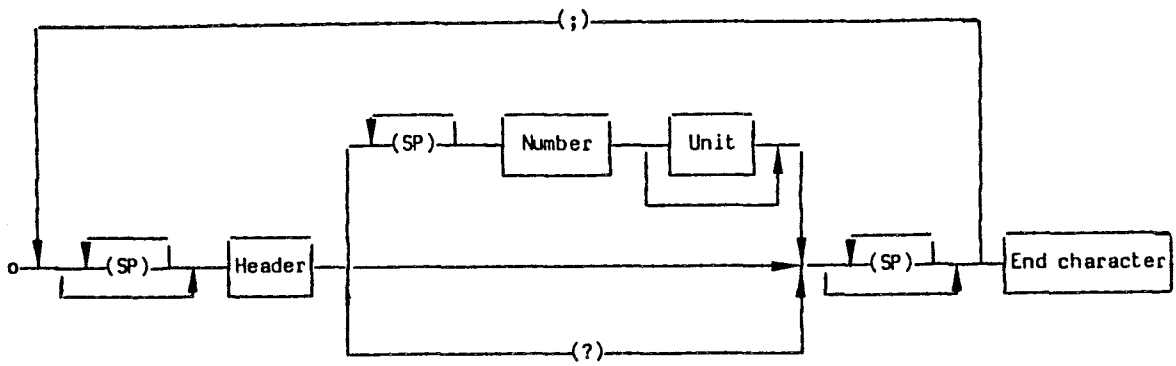 (;)
(SP) Number Unit
(SP) Header (SP) End character
(?)